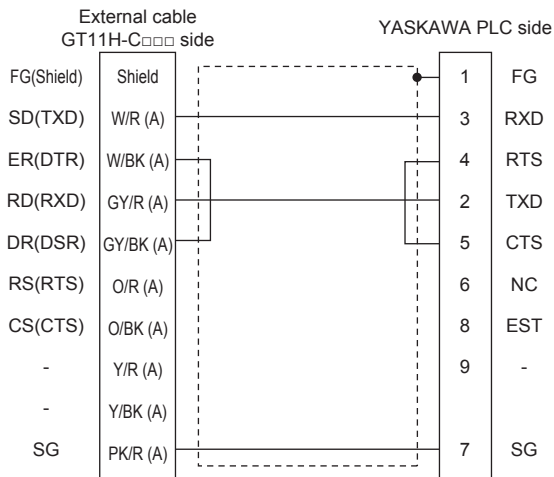 External cable
GT11H-C□□□ side
YASKAWA PLC side
FG(Shield) Shield 1 FG
SD(TXD) W/R (A) 3 RXD
ER(DTR) W/BK (A) 4 RTS
RD(RXD) GY/R (A) 2 TXD
DR(DSR) GY/BK (A) 5 CTS
RS(RTS) O/R (A) 6 NC
CS(CTS) O/BK (A) 8 EST
- Y/R (A) 9 -
- Y/BK (A)
SG PK/R (A) 7 SG